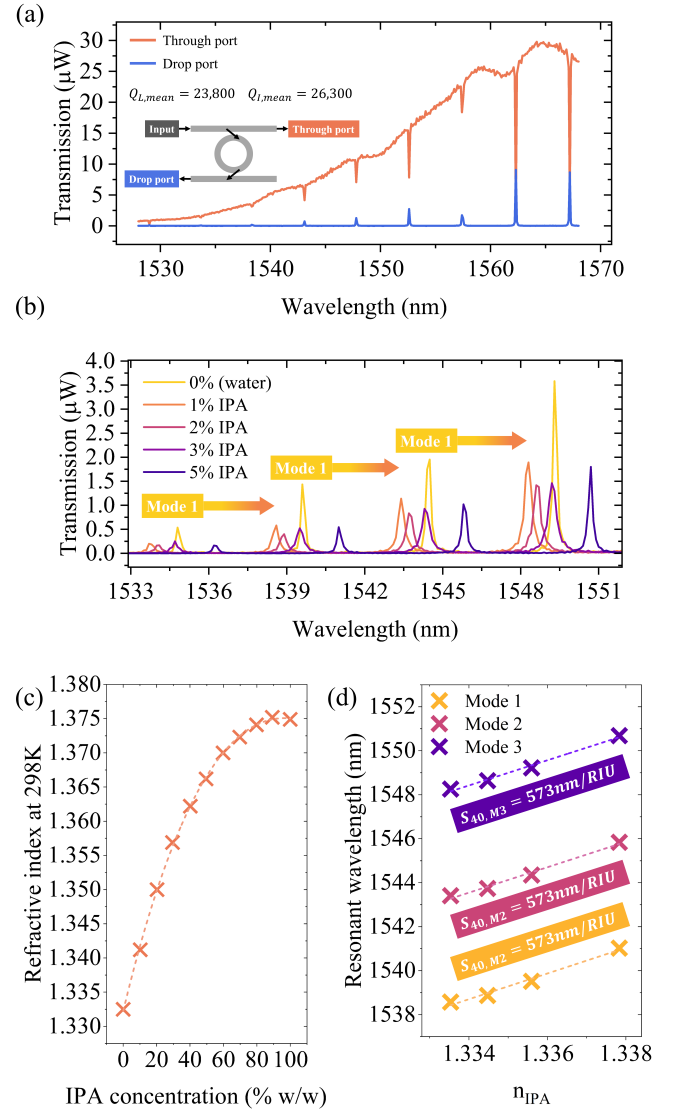 (a)
Transmission (μW)
30
25
20
15
10
5
0
Through port
Drop port
Q_{L,mean} = 23,800 Q_{I,mean} = 26,300
Input
Through port
Drop port
1530 1540 1550 1560 1570
Wavelength (nm)
(b)
Transmission (μW)
4.0
3.5
3.0
2.5
2.0
1.5
1.0
0.5
0.0
0% (water)
1% IPA
2% IPA
3% IPA
5% IPA
Mode 1
Mode 1
Mode 1
1533 1536 1539 1542 1545 1548 1551
Wavelength (nm)
(c)
Refractive index at 298K
1.380
1.375
1.370
1.365
1.360
1.355
1.350
1.345
1.340
1.335
1.330
0 20 40 60 80 100
IPA concentration (% w/w)
(d)
Resonant wavelength (nm)
1552
1550
1548
1546
1544
1542
1540
1538
Mode 1
Mode 2
Mode 3
S_{40,M3} = 573nm/RIU
S_{40,M2} = 573nm/RIU
S_{40,M2} = 573nm/RIU
1.334 1.336 1.338
n_{IPA}